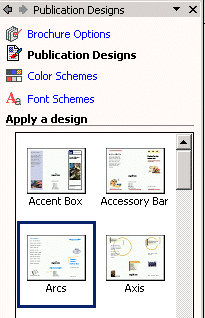 Publication Designs
Brochure Options
Publication Designs
Color Schemes
Font Schemes
Apply a design
Accent Box
Accessory Bar
Arcs
Axis